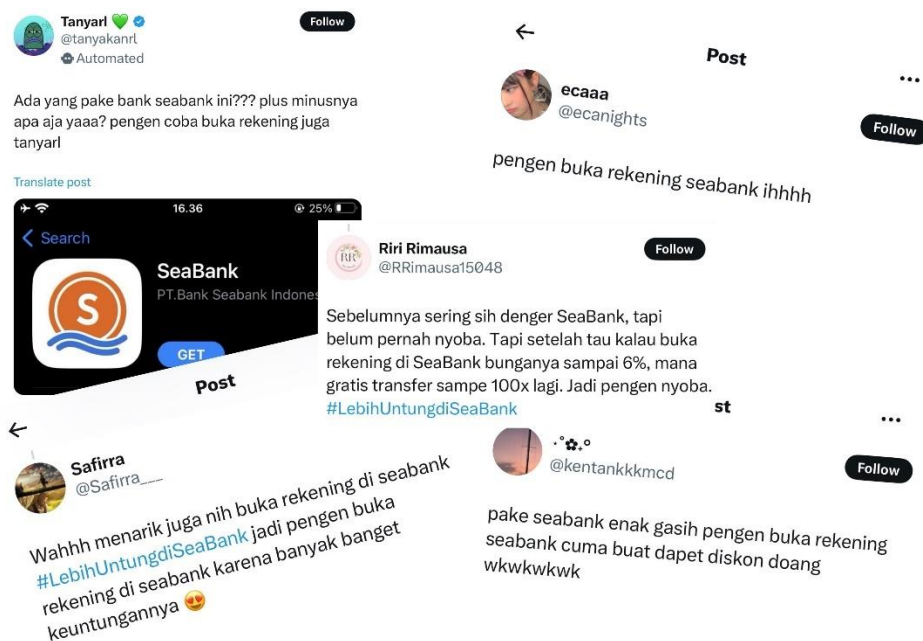 Tanyarl 💚
@tanyakanrl
Automated
Follow
Ada yang pake bank seabank ini??? plus minusnya
apa aja yaaa? pengen coba buka rekening juga
tanyarl
Translate post
16.36
25%
Search
S
SeaBank
PT.Bank Seabank Indones
GET
Post
ecaaa
@ecanights
Follow
pengen buka rekening seabank ihhhh
RR
Riri Rimausa
@RRimausa15048
Follow
Sebelumnya sering sih denger SeaBank, tapi
belum pernah nyoba. Tapi setelah tau kalau buka
rekening di SeaBank bunganya sampai 6%, mana
gratis transfer sampe 100x lagi. Jadi pengen nyoba.
#LebihUntungdiSeaBank
Post
Safirra
@Safirra___
Wahhh menarik juga nih buka rekening di seabank
#LebihUntungdiSeaBank jadi pengen buka
rekening di seabank karena banyak banget
keuntungannya 😍
st
@kentankkkmcd
Follow
pake seabank enak gasih pengen buka rekening
seabank cuma buat dapet diskon doang
wkwkwkwk